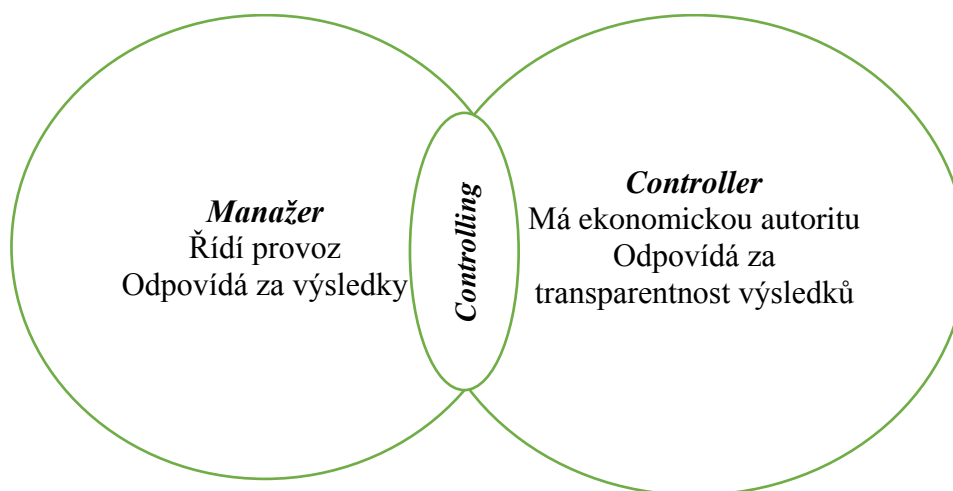 Manažer
Řídí provoz
Odpovídá za výsledky
Controlling
Controller
Má ekonomickou autoritu
Odpovídá za
transparentnost výsledků